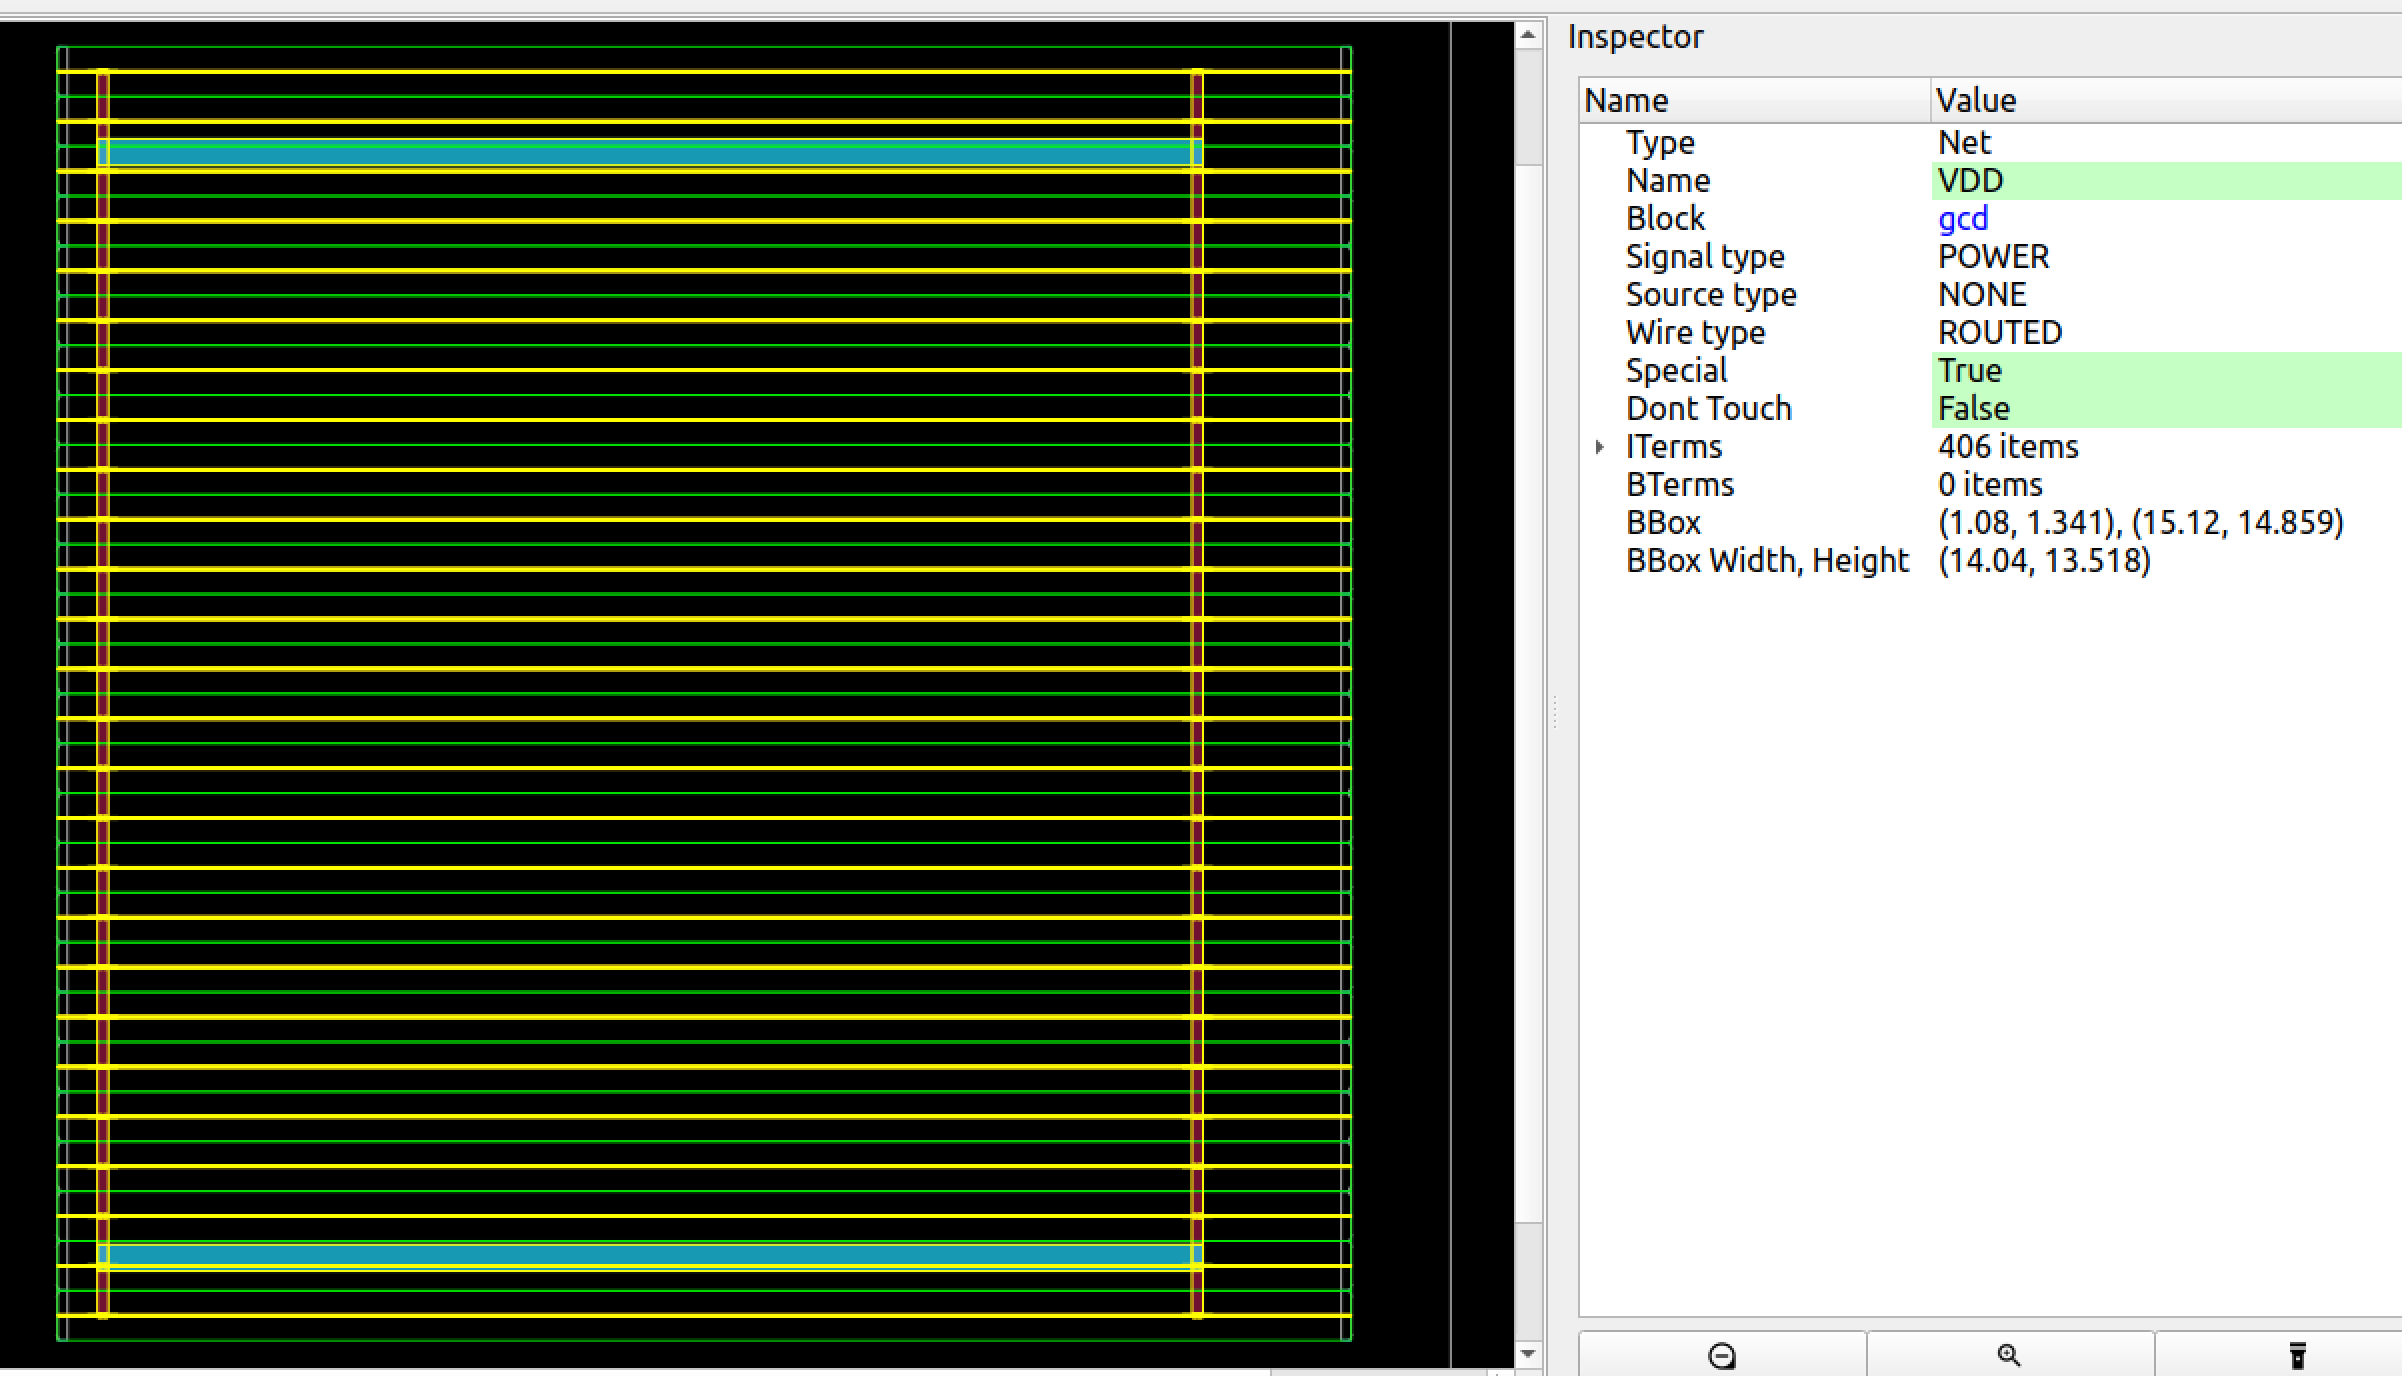 Inspector
Name Value
Type Net
Name VDD
Block gcd
Signal type POWER
Source type NONE
Wire type ROUTED
Special True
Dont Touch False
ITerms 406 items
BTerms 0 items
BBox (1.08, 1.341), (15.12, 14.859)
BBox Width, Height (14.04, 13.518)